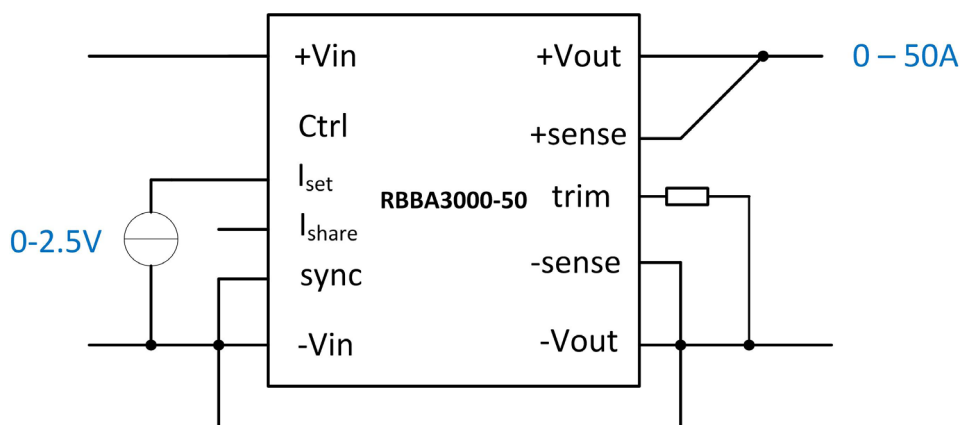 +Vin
+Vout
0 – 50A
Ctrl
+sense
Iset
RBBA3000-50
trim
Ishare
0-2.5V
sync
-sense
-Vin
-Vout